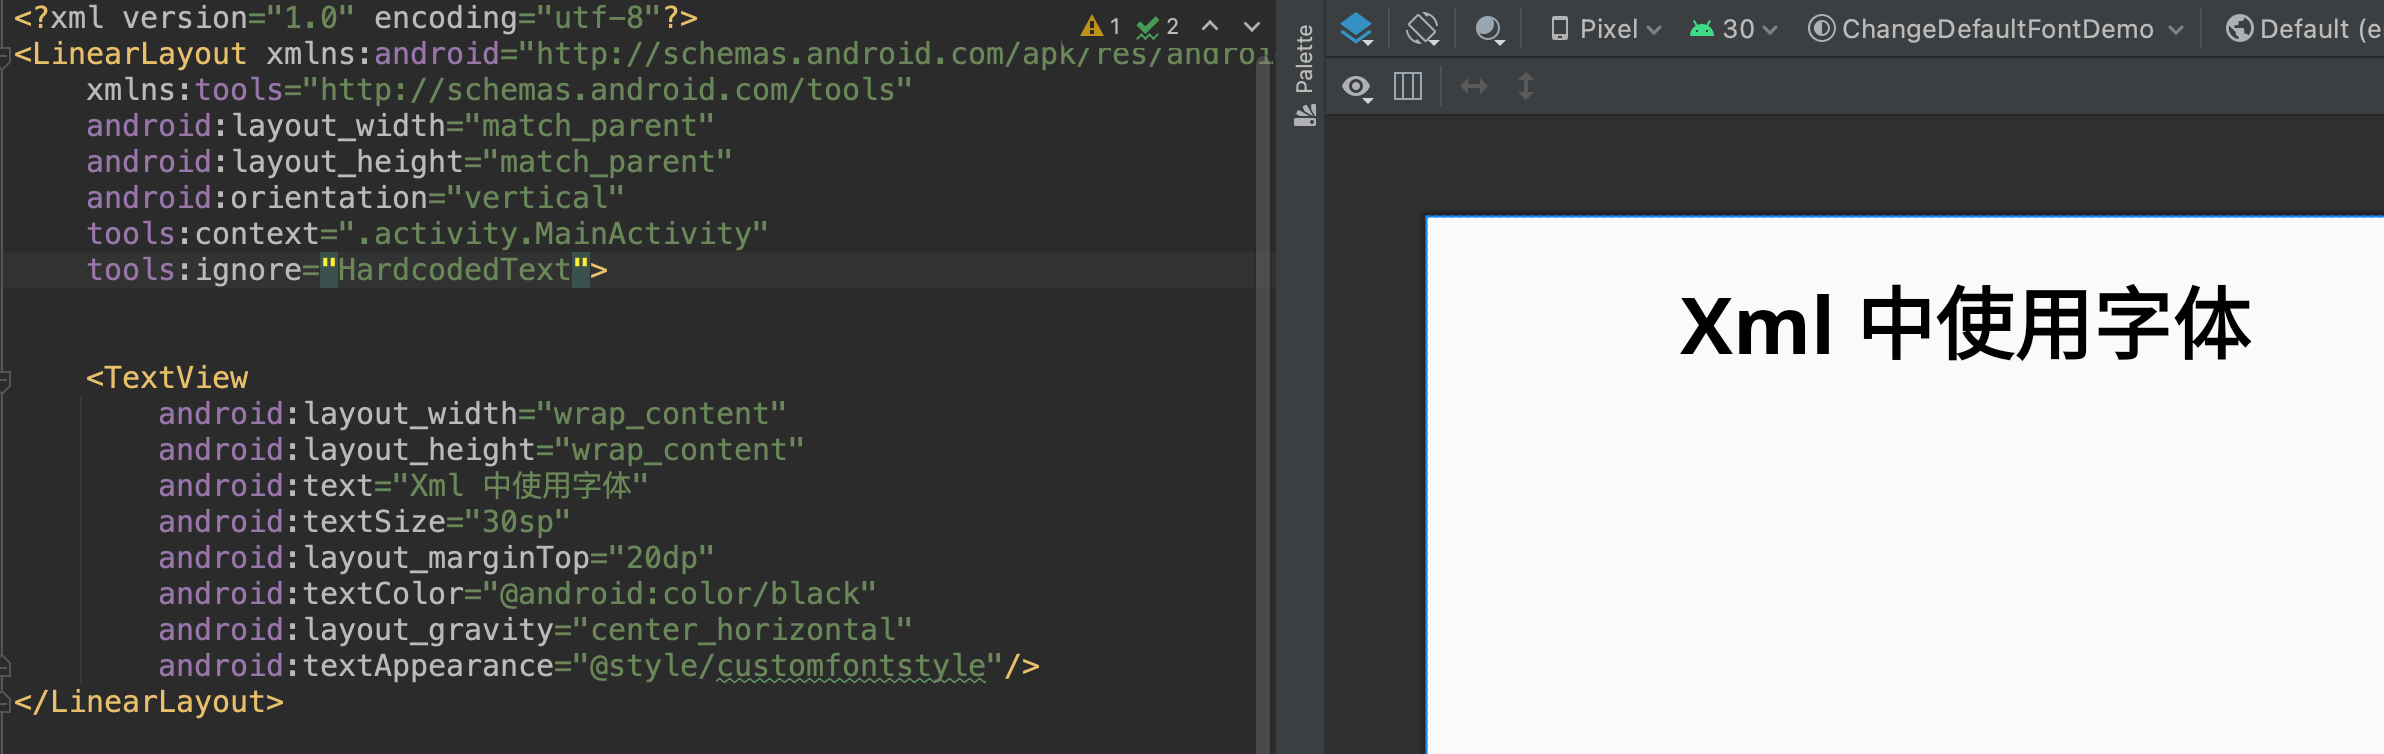 <?xml version="1.0" encoding="utf-8"?>
1 2
<LinearLayout xmlns:android="http://schemas.android.com/apk/res/androi
xmlns:tools="http://schemas.android.com/tools"
android:layout_width="match_parent"
android:layout_height="match_parent"
android:orientation="vertical"
tools:context=".activity.MainActivity"
tools:ignore="HardcodedText">
<TextView
android:layout_width="wrap_content"
android:layout_height="wrap_content"
android:text="Xml 中使用字体"
android:textSize="30sp"
android:layout_marginTop="20dp"
android:textColor="@android:color/black"
android:layout_gravity="center_horizontal"
android:textAppearance="@style/customfontstyle"/>
</LinearLayout>
Palette
Pixel 30 ChangeDefaultFontDemo Default (e
Xml 中使用字体